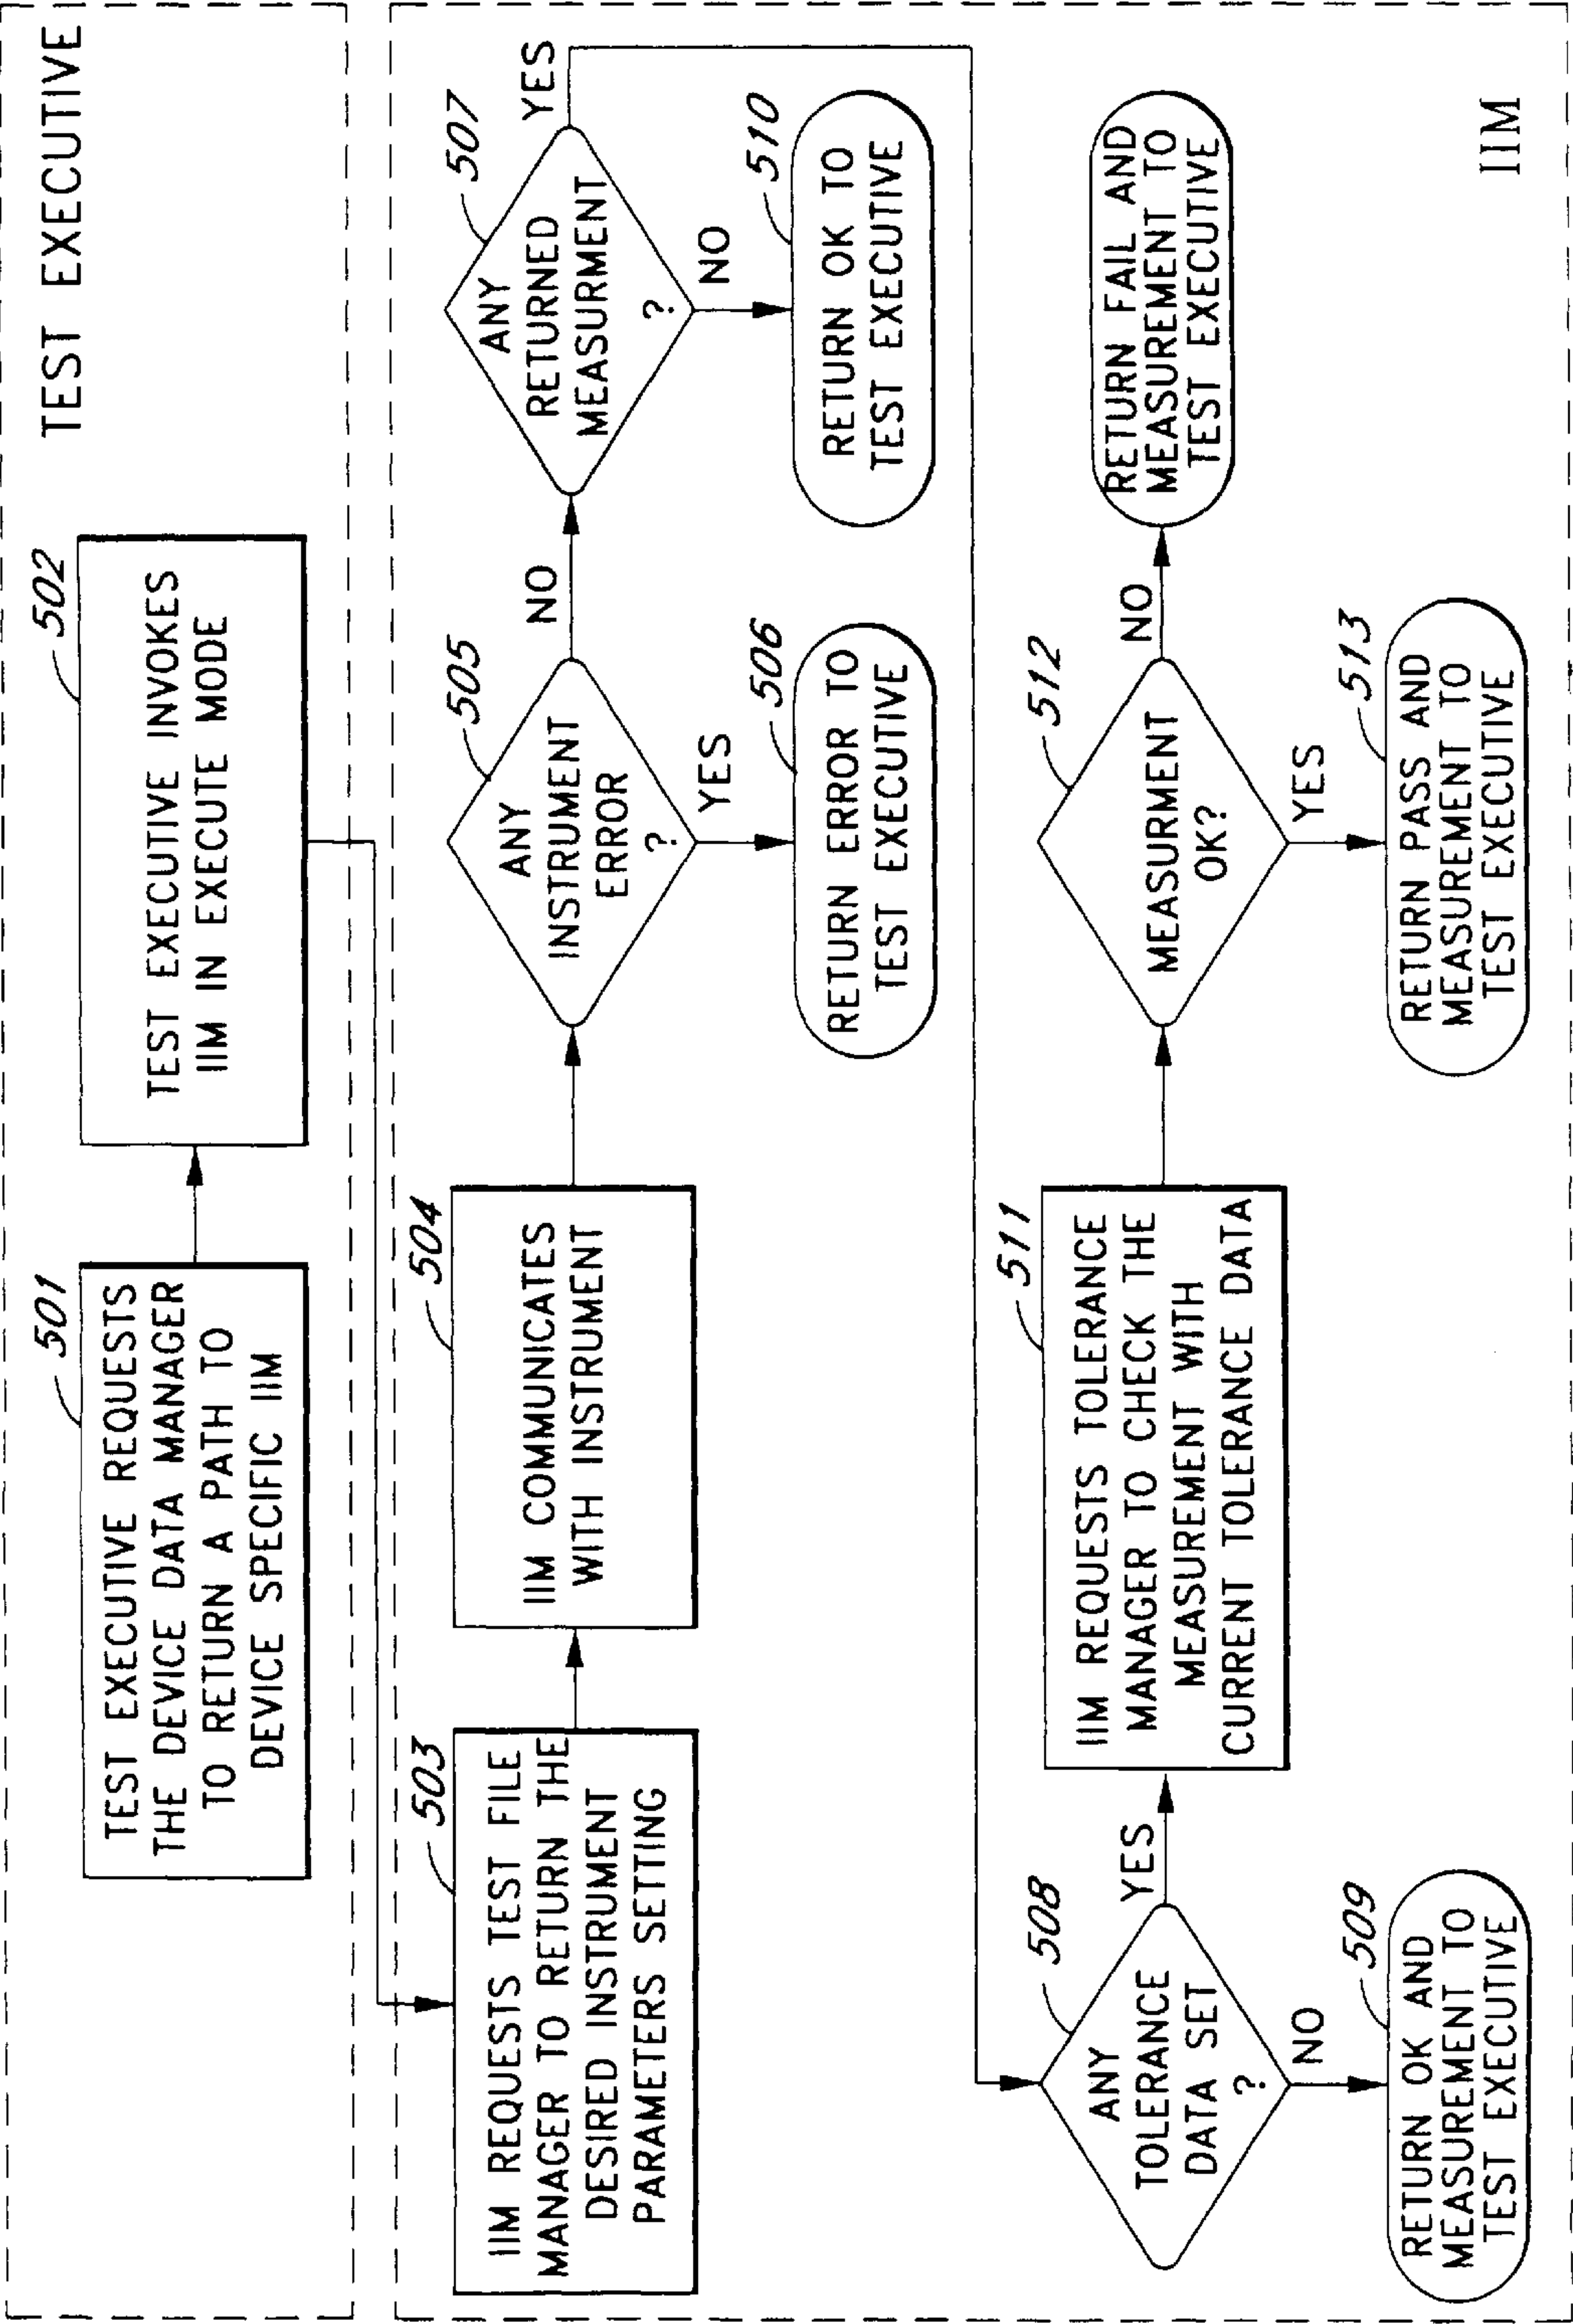 TEST EXECUTIVE
501
TEST EXECUTIVE REQUESTS
THE DEVICE DATA MANAGER
TO RETURN A PATH TO
DEVICE SPECIFIC IIM
502
TEST EXECUTIVE INVOKES
IIM IN EXECUTE MODE
503
IIM REQUESTS TEST FILE
MANAGER TO RETURN THE
DESIRED INSTRUMENT
PARAMETERS SETTING
504
IIM COMMUNICATES
WITH INSTRUMENT
505
ANY
INSTRUMENT
ERROR
?
NO
YES
506
RETURN ERROR TO
TEST EXECUTIVE
507
ANY
RETURNED
MEASURMENT
?
YES
NO
510
RETURN OK TO
TEST EXECUTIVE
508
ANY
TOLERANCE
DATA SET
?
YES
NO
509
RETURN OK AND
MEASUREMENT TO
TEST EXECUTIVE
511
IIM REQUESTS TOLERANCE
MANAGER TO CHECK THE
MEASUREMENT WITH
CURRENT TOLERANCE DATA
512
MEASURMENT
OK?
NO
YES
513
RETURN PASS AND
MEASUREMENT TO
TEST EXECUTIVE
RETURN FAIL AND
MEASUREMENT TO
TEST EXECUTIVE
IIM